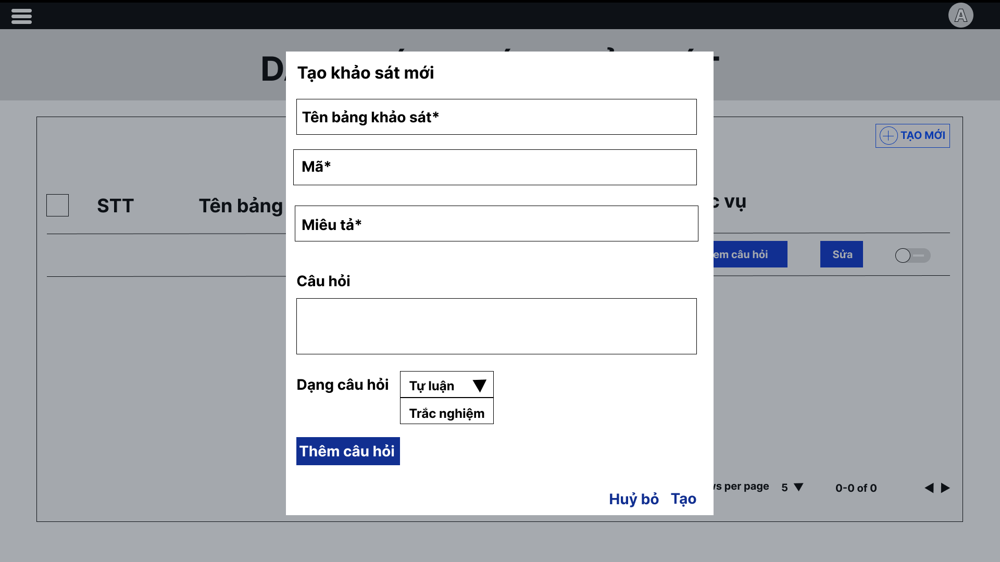 A
Tạo khảo sát mới
Tên bảng khảo sát*
TẠO MỚI
Mã*
STT
Tên bảng
vụ
Miêu tả*
câu hỏi
Sửa
Câu hỏi
Dạng câu hỏi
Tự luận
Trắc nghiệm
Thêm câu hỏi
per page
5
0-0 of 0
Huỷ bỏ
Tạo